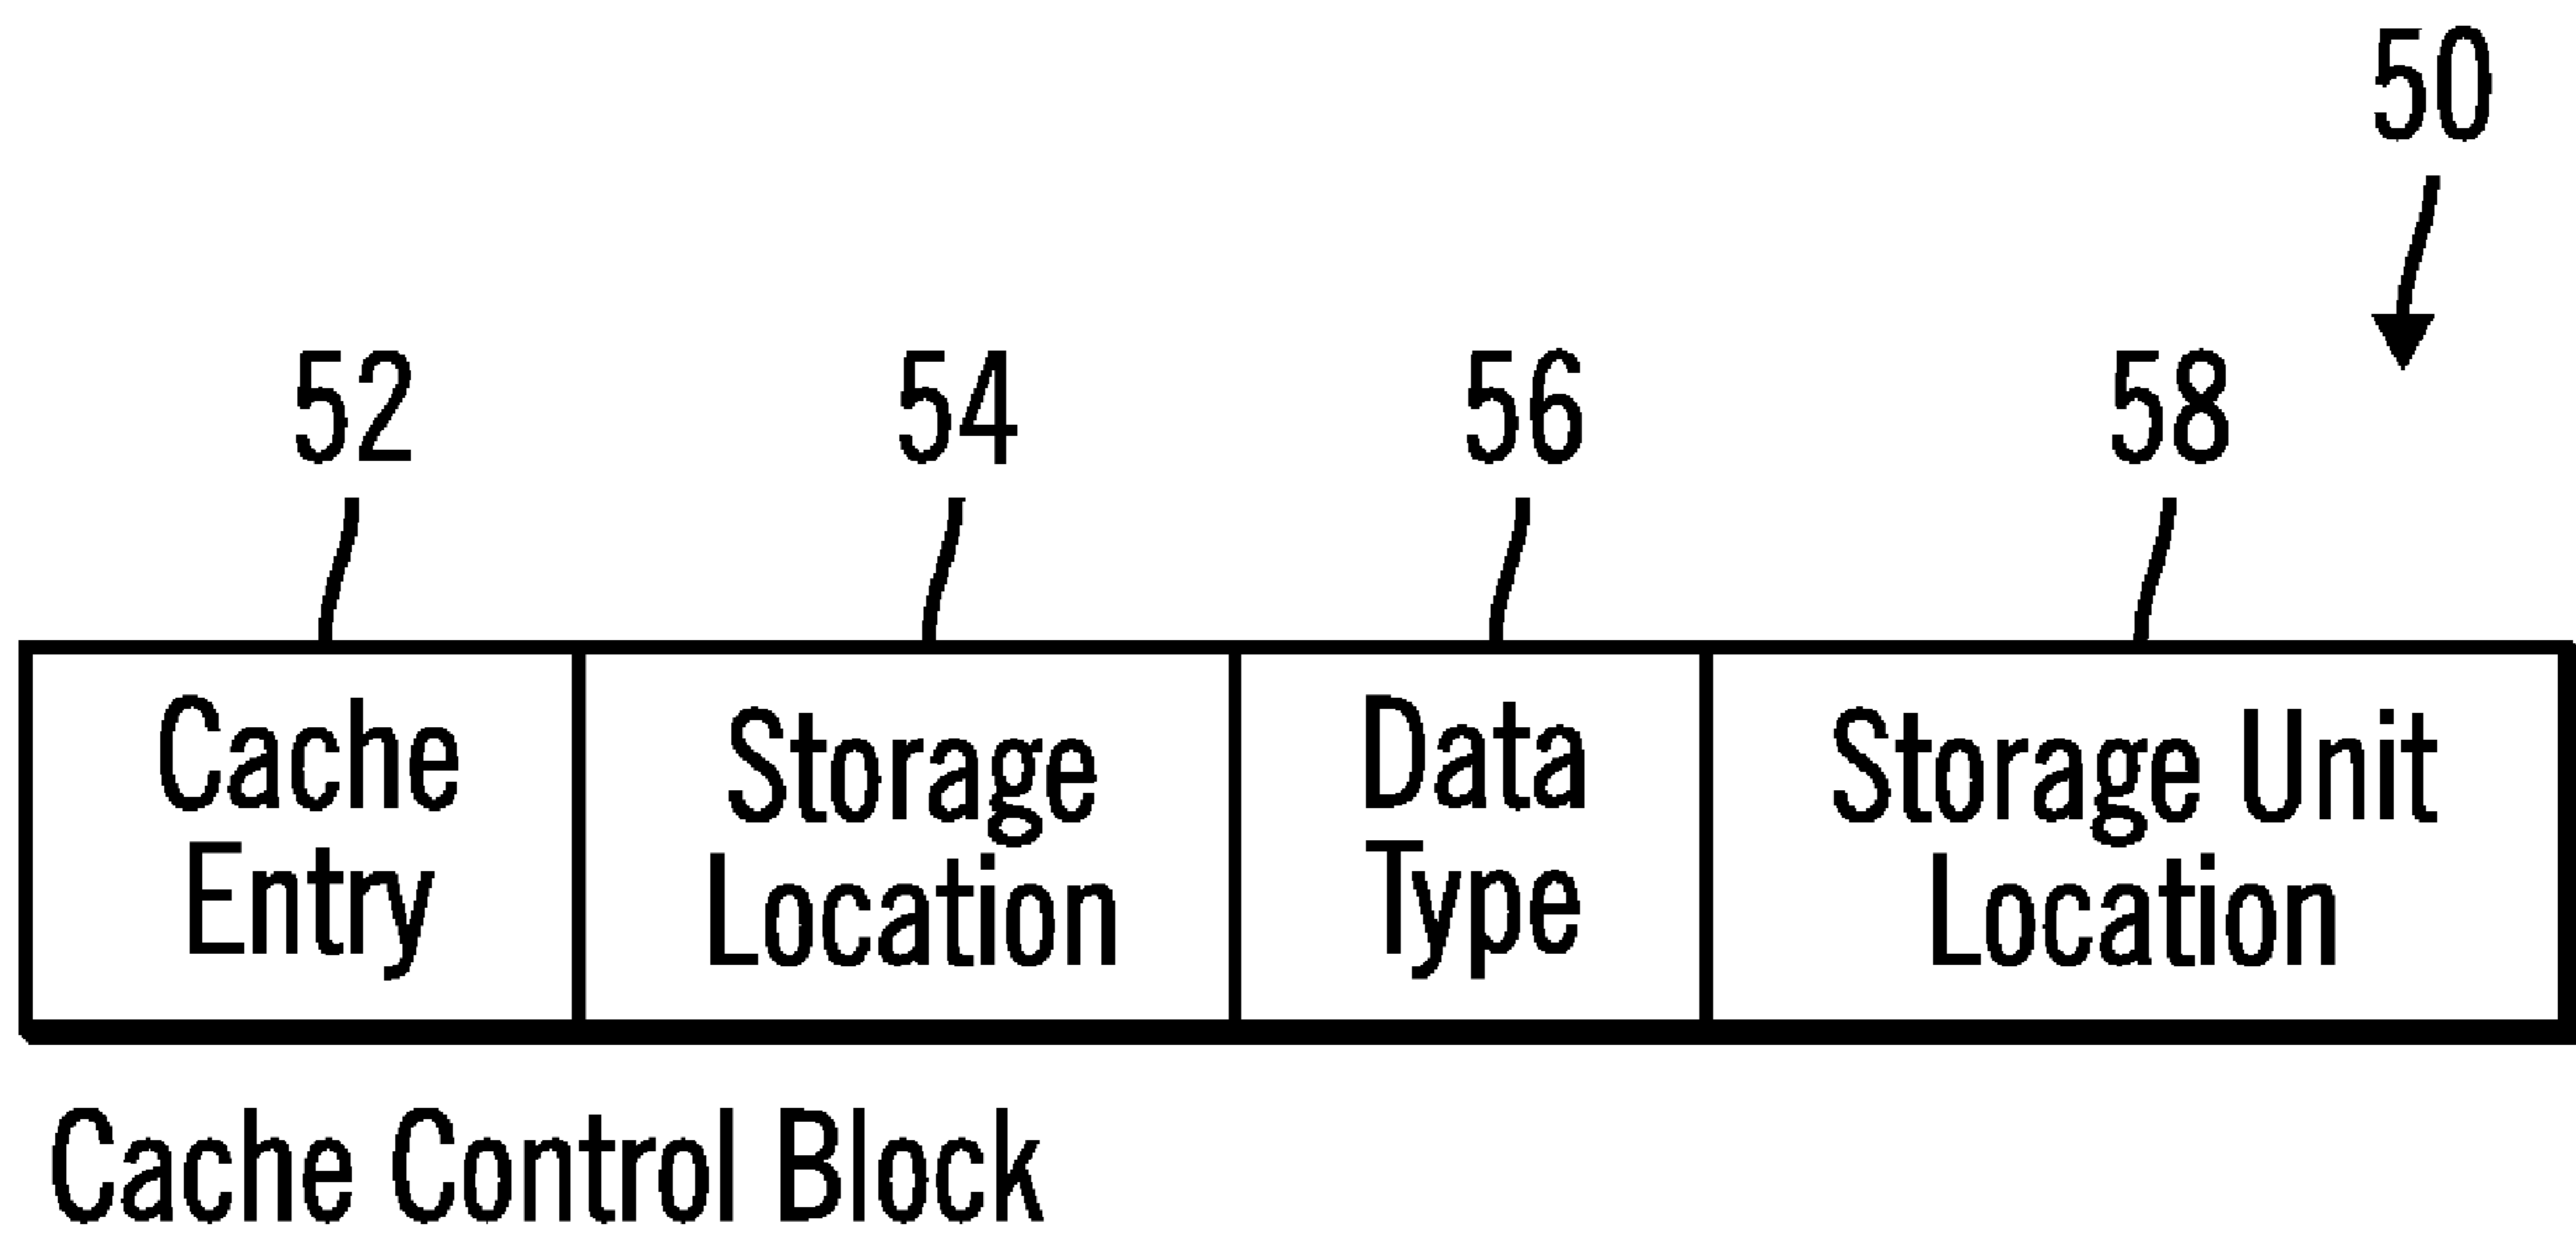 50
52 54 56 58
Cache Storage Data Storage Unit
Entry Location Type Location
Cache Control Block